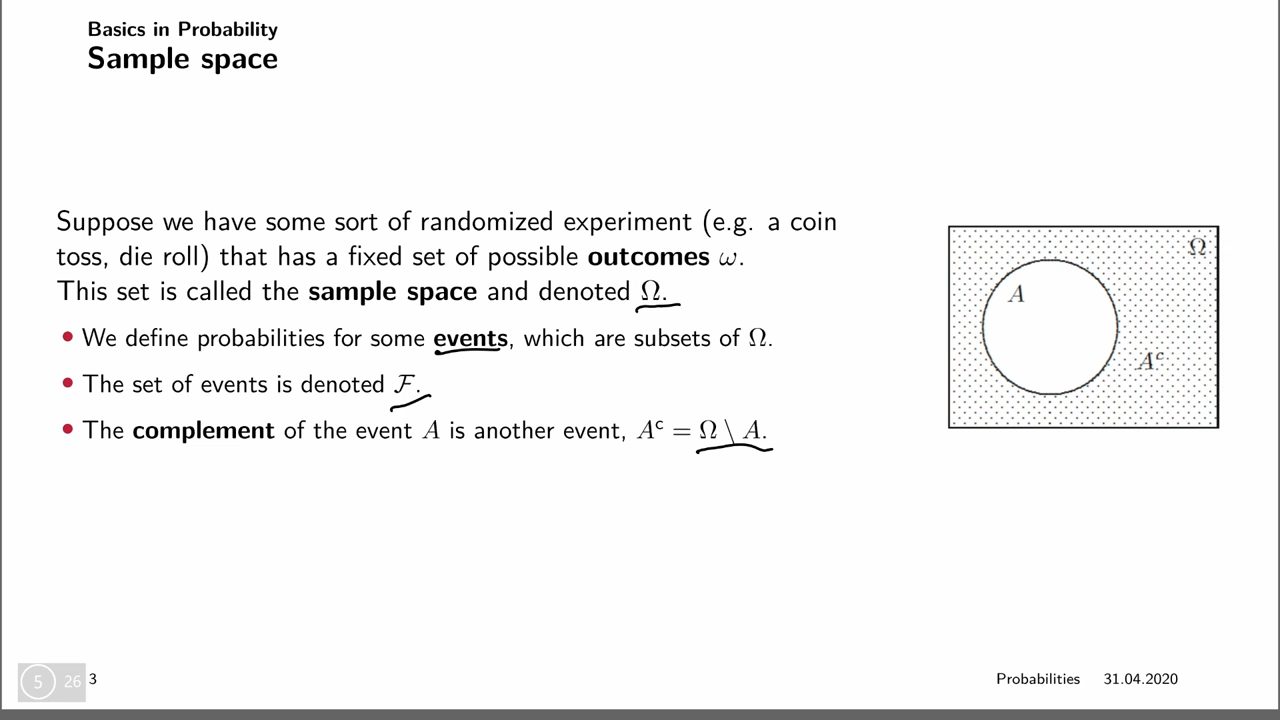 Basics in Probability
Sample space
Suppose we have some sort of randomized experiment (e.g. a coin
toss, die roll) that has a fixed set of possible outcomes ω.
This set is called the sample space and denoted Ω.
• We define probabilities for some events, which are subsets of Ω.
• The set of events is denoted ℱ.
• The complement of the event A is another event, Aᶜ = Ω \ A.
Ω
A
Aᶜ
5 26 3
Probabilities 31.04.2020